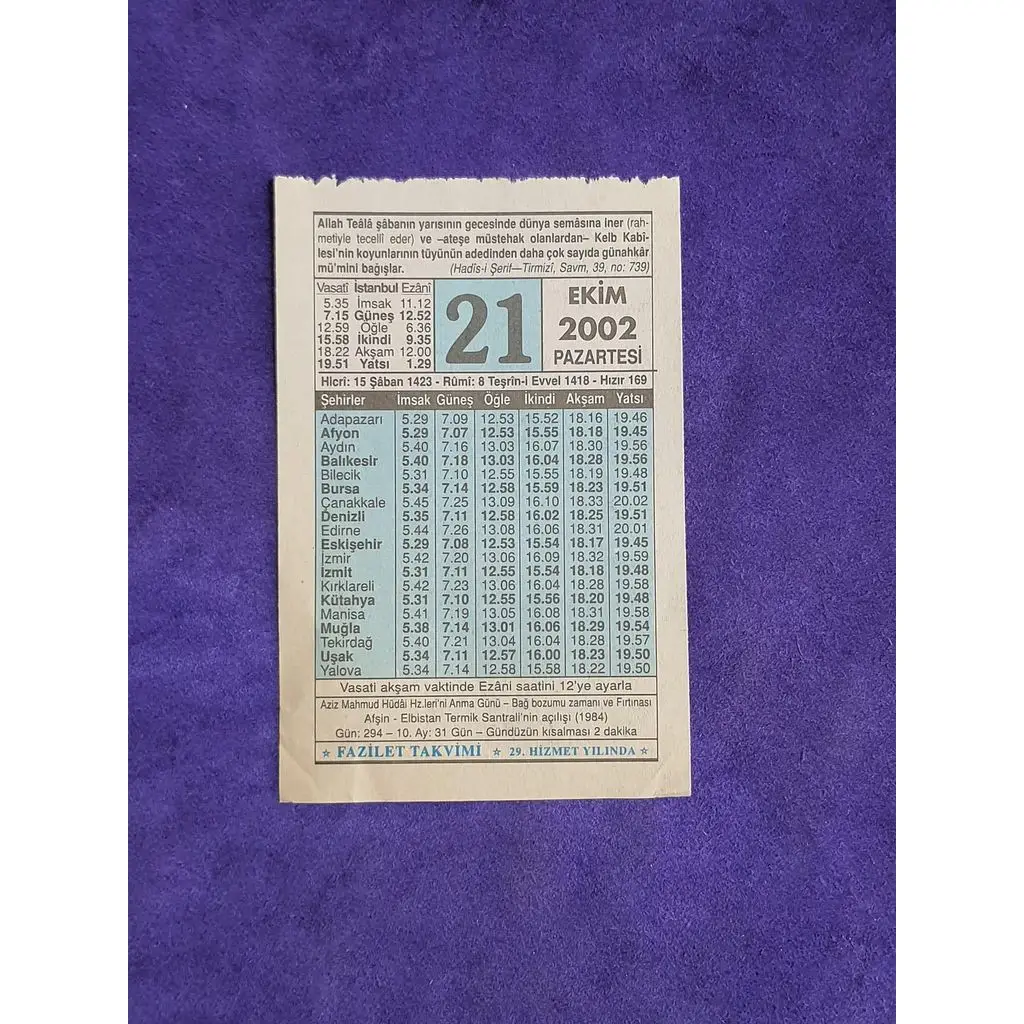 Allah Teâlâ şâbanın yarısının gecesinde dünya semâsına iner (rah-
metiyle tecellî eder) ve –ateşe müstehak olanlardan– Kelb Kabî-
lesi'nin koyunlarının tüyünün adedinden daha çok sayıda günahkâr
mü'mini bağışlar. (Hadîs-i Şerif—Tirmizî, Savm, 39, no: 739)
Vasatî İstanbul Ezânî
5.35 İmsak 11.12
7.15 Güneş 12.52
12.59 Öğle 6.36
15.58 İkindi 9.35
18.22 Akşam 12.00
19.51 Yatsı 1.29
21
EKİM
2002
PAZARTESİ
Hicrî: 15 Şâban 1423 - Rûmî: 8 Teşrîn-i Evvel 1418 - Hızır 169
Şehirler İmsak Güneş Öğle İkindi Akşam Yatsı
Adapazarı 5.29 7.09 12.53 15.52 18.16 19.46
Afyon 5.29 7.07 12.53 15.55 18.18 19.45
Aydın 5.40 7.16 13.03 16.07 18.30 19.56
Balıkesir 5.40 7.18 13.03 16.04 18.28 19.56
Bilecik 5.31 7.10 12.55 15.55 18.19 19.48
Bursa 5.34 7.14 12.58 15.59 18.23 19.51
Çanakkale 5.45 7.25 13.09 16.10 18.33 20.02
Denizli 5.35 7.11 12.58 16.02 18.25 19.51
Edirne 5.44 7.26 13.08 16.06 18.31 20.01
Eskişehir 5.29 7.08 12.53 15.54 18.17 19.45
İzmir 5.42 7.20 13.06 16.09 18.32 19.59
İzmit 5.31 7.11 12.55 15.54 18.18 19.48
Kırklareli 5.42 7.23 13.06 16.04 18.28 19.58
Kütahya 5.31 7.10 12.55 15.56 18.20 19.48
Manisa 5.41 7.19 13.05 16.08 18.31 19.58
Muğla 5.38 7.14 13.01 16.06 18.29 19.54
Tekirdağ 5.40 7.21 13.04 16.04 18.28 19.57
Uşak 5.34 7.11 12.57 16.00 18.23 19.50
Yalova 5.34 7.14 12.58 15.58 18.22 19.50
Vasati akşam vaktinde Ezâni saatini 12'ye ayarla
Aziz Mahmud Hüdâi Hz.leri'ni Anma Günü – Bağ bozumu zamanı ve Fırtınası
Afşin - Elbistan Termik Santrali'nin açılışı (1984)
Gün: 294 – 10. Ay: 31 Gün – Gündüzün kısalması 2 dakika
☆ FAZİLET TAKVİMİ ☆ 29. HİZMET YILINDA ☆